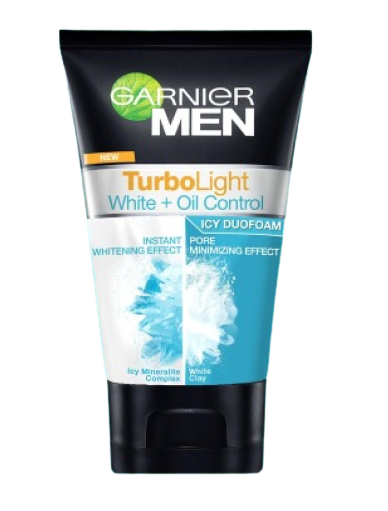 GARNIER
MEN
NEW
TurboLight
White + Oil Control
ICY DUOFOAM
INSTANT
WHITENING EFFECT
PORE
MINIMIZING EFFECT
Icy Mineralite
Complex
White
Clay